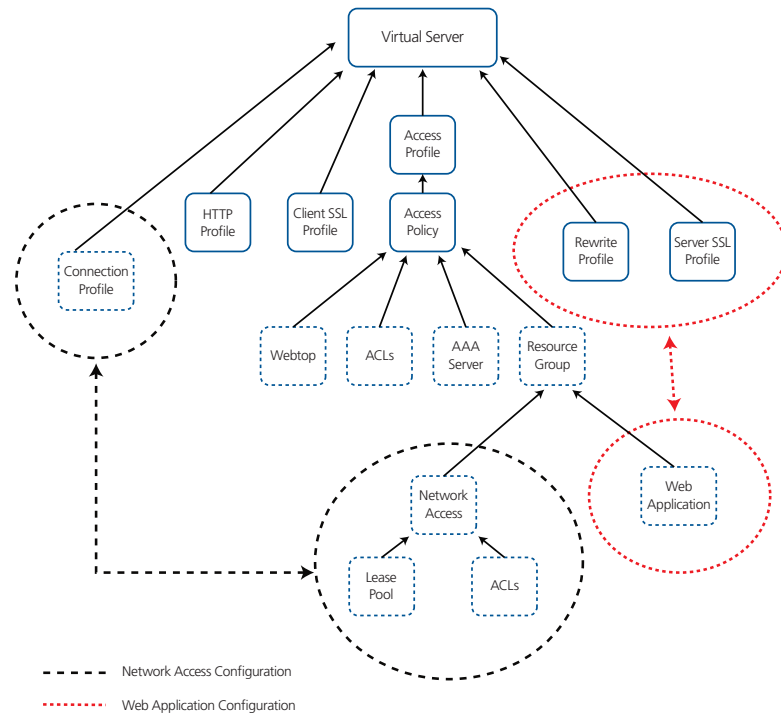 Virtual Server
Access
Profile
HTTP
Profile
Client SSL
Profile
Access
Policy
Rewrite
Profile
Server SSL
Profile
Connection
Profile
Webtop
ACLs
AAA
Server
Resource
Group
Network
Access
Web
Application
Lease
Pool
ACLs
Network Access Configuration
Web Application Configuration